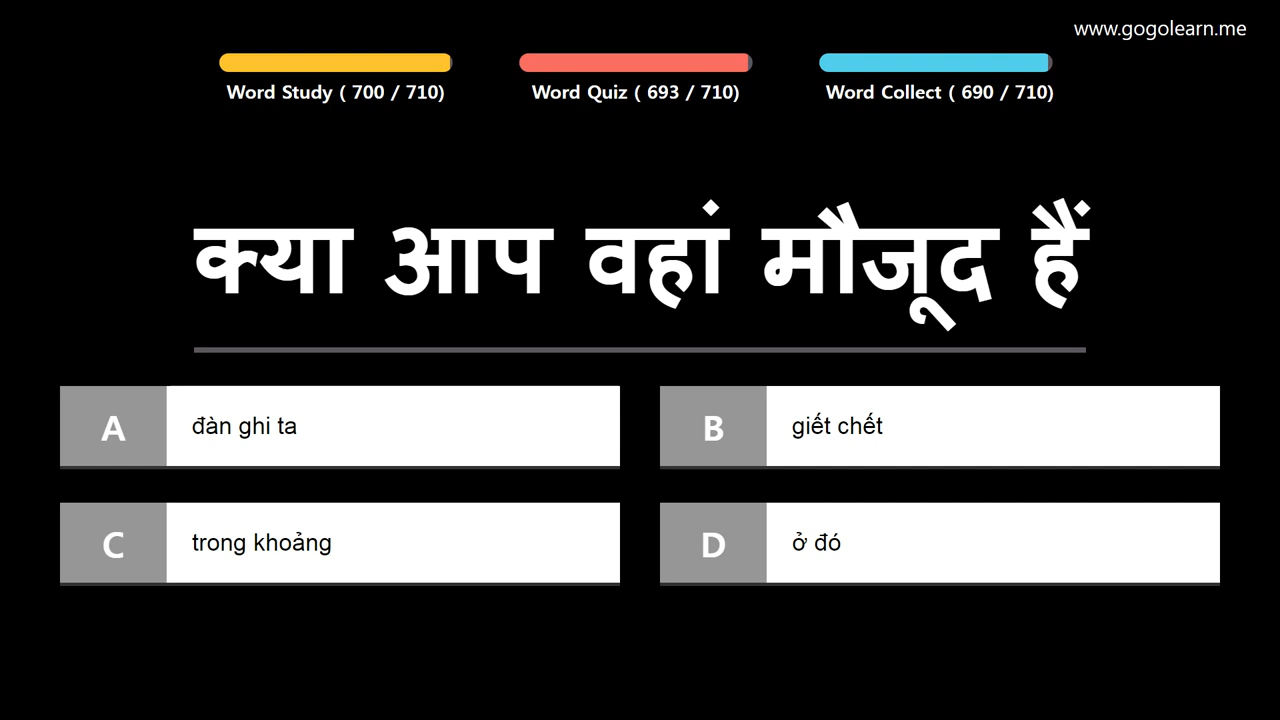 www.gogolearn.me
Word Study ( 700 / 710)
Word Quiz ( 693 / 710)
Word Collect ( 690 / 710)
क्या आप वहां मौजूद हैं
A
đàn ghi ta
B
giết chết
C
trong khoảng
D
ở đó